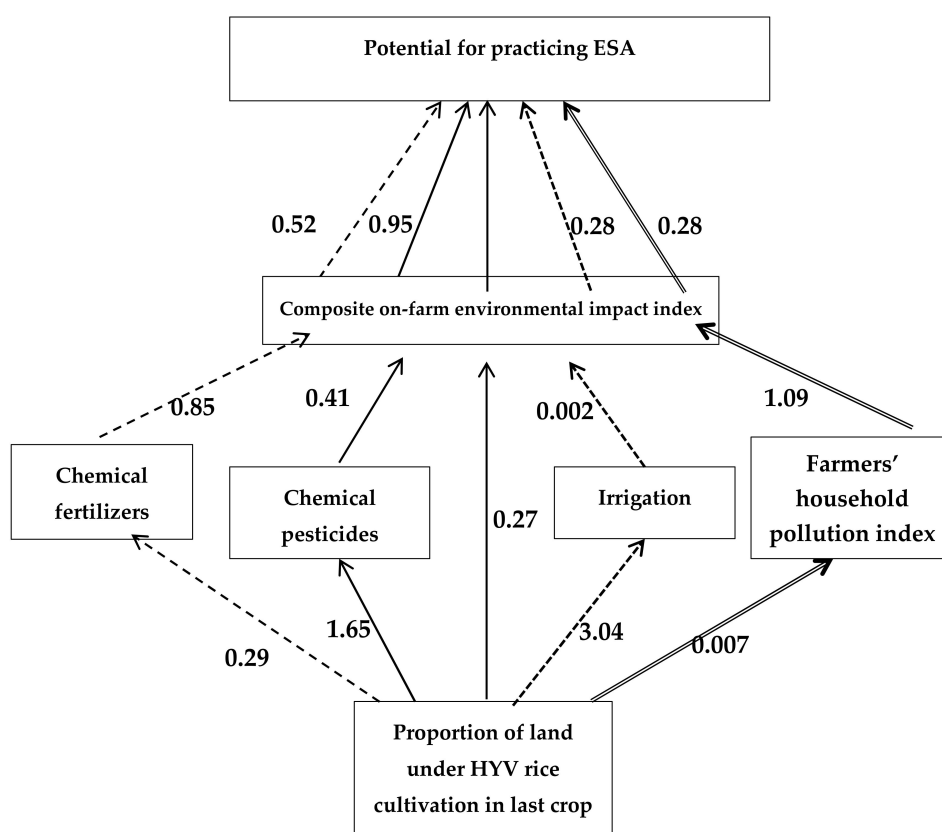 Potential for practicing ESA
0.52
0.95
0.28
0.28
Composite on-farm environmental impact index
0.85
0.41
0.002
1.09
Chemical
fertilizers
Chemical
pesticides
Irrigation
Farmers’
household
pollution index
0.27
0.29
1.65
3.04
0.007
Proportion of land
under HYV rice
cultivation in last crop